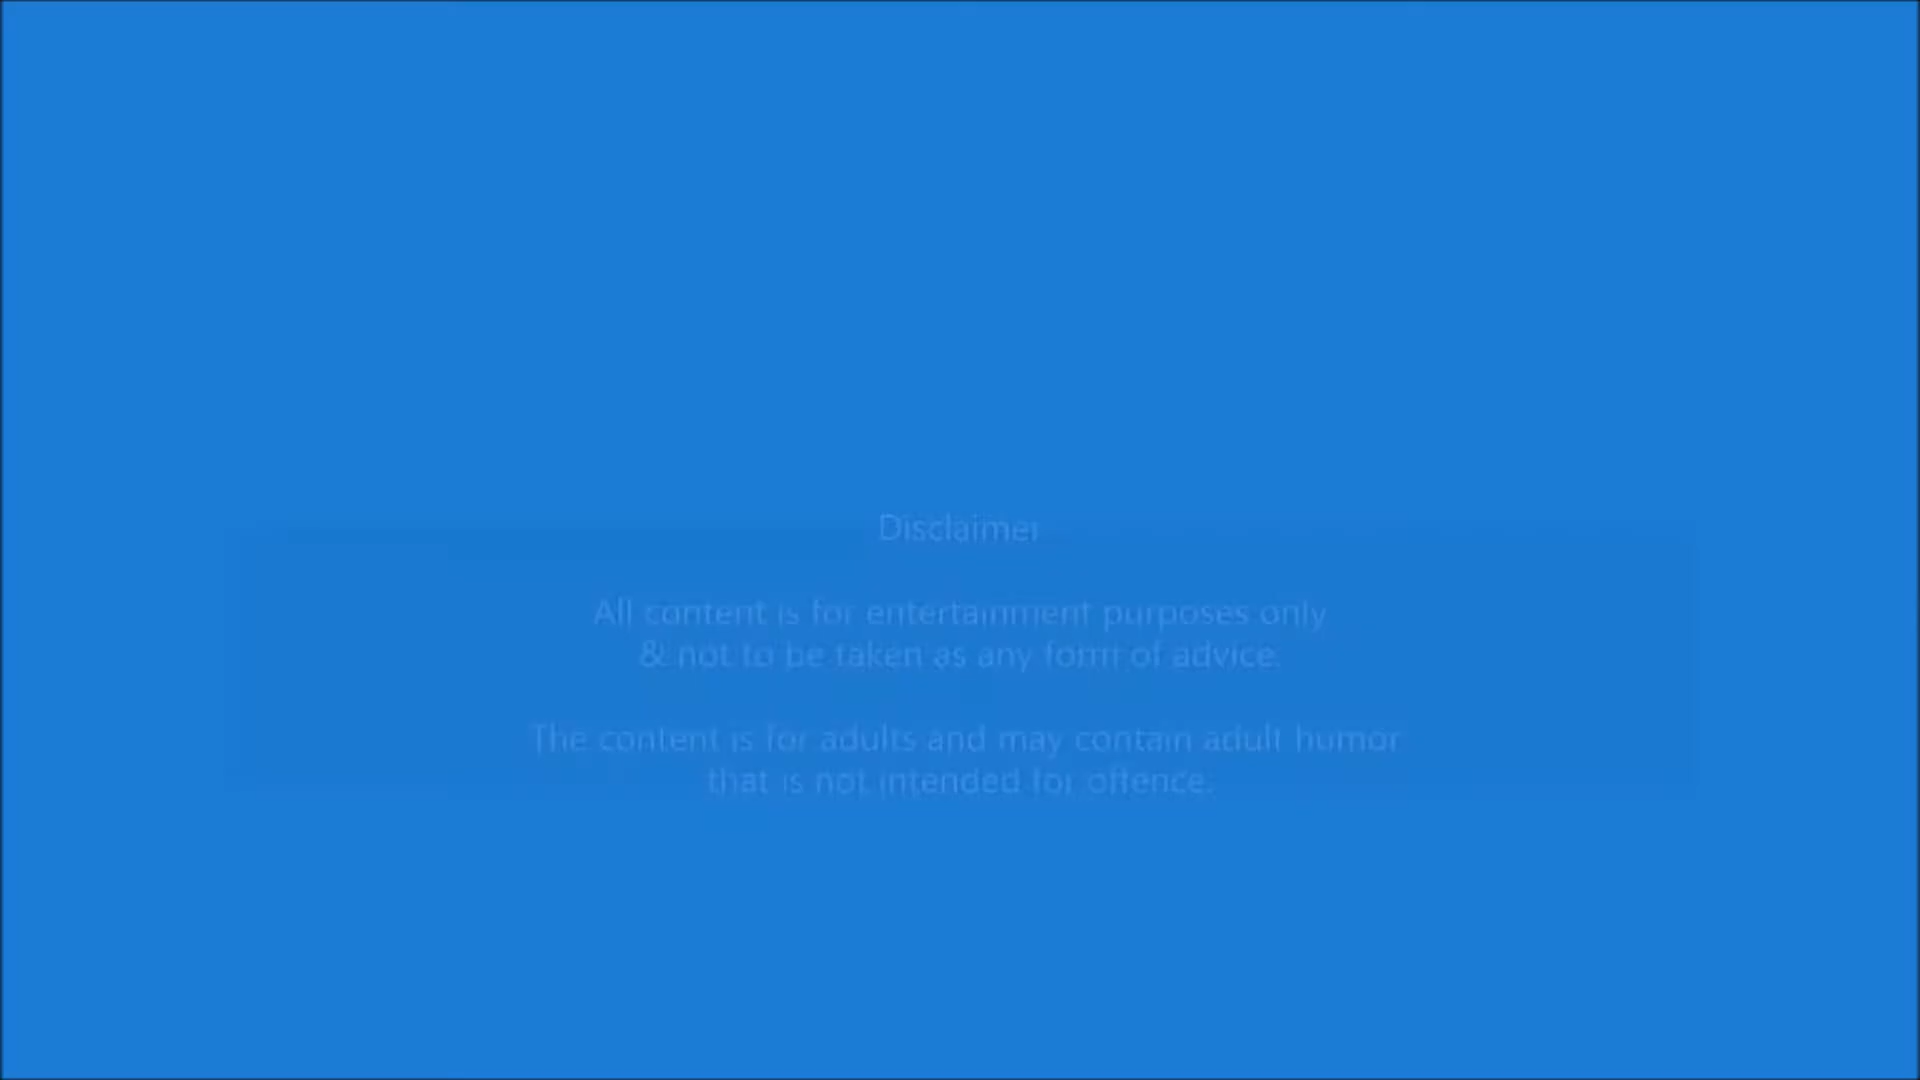 Disclaimer
All content is for entertainment purposes only
& not to be taken as any form of advice.
The content is for adults and may contain adult humor
that is not intended for offence.